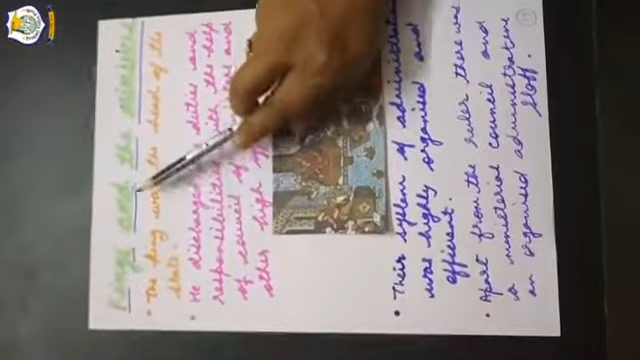 Kings and the ministers
• The king was the head of the
state.
• He discharged duties and
responsibilities with the help
of council of and
other high
• Their system of administration
was highly organised and
efficient.
• Apart from the ruler there was
a ministerial council and
an organised administrative
staff.